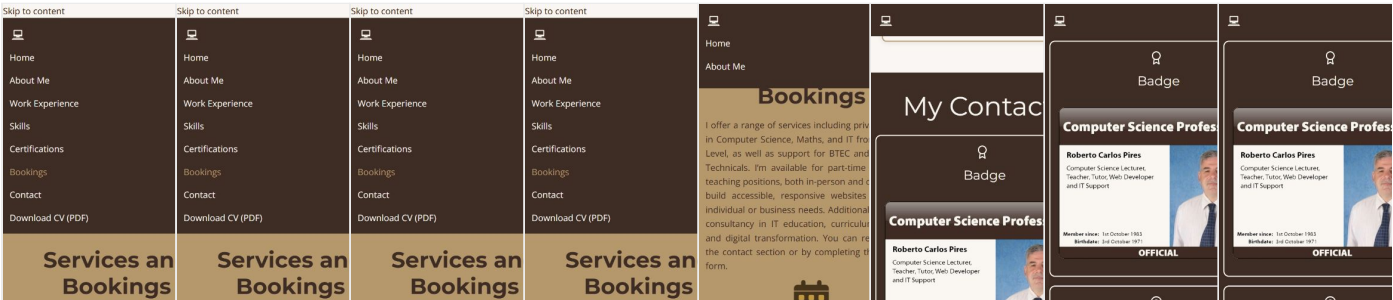 Skip to content
Home
About Me
Work Experience
Skills
Certifications
Bookings
Contact
Download CV (PDF)
Services an
Bookings
Skip to content
Home
About Me
Work Experience
Skills
Certifications
Bookings
Contact
Download CV (PDF)
Services an
Bookings
Skip to content
Home
About Me
Work Experience
Skills
Certifications
Bookings
Contact
Download CV (PDF)
Services an
Bookings
Skip to content
Home
About Me
Work Experience
Skills
Certifications
Bookings
Contact
Download CV (PDF)
Services an
Bookings
Home
About Me
Bookings
I offer a range of services including priv
in Computer Science, Maths, and IT fro
Level, as well as support for BTEC and
Technicals. I'm available for part-time
teaching positions, both in-person and o
build accessible, responsive websites
individual or business needs. Additional
consultancy in IT education, curriculu
and digital transformation. You can re
the contact section or by completing th
form.
My Contac
Badge
Computer Science Profes
Roberto Carlos Pires
Computer Science Lecturer,
Teacher, Tutor, Web Developer
and IT Support
Badge
Computer Science Profes
Roberto Carlos Pires
Computer Science Lecturer,
Teacher, Tutor, Web Developer
and IT Support
Member since: 1st October 1983
Birthdate: 3rd October 1971
OFFICIAL
Badge
Computer Science Profes
Roberto Carlos Pires
Computer Science Lecturer,
Teacher, Tutor, Web Developer
and IT Support
Member since: 1st October 1983
Birthdate: 3rd October 1971
OFFICIAL